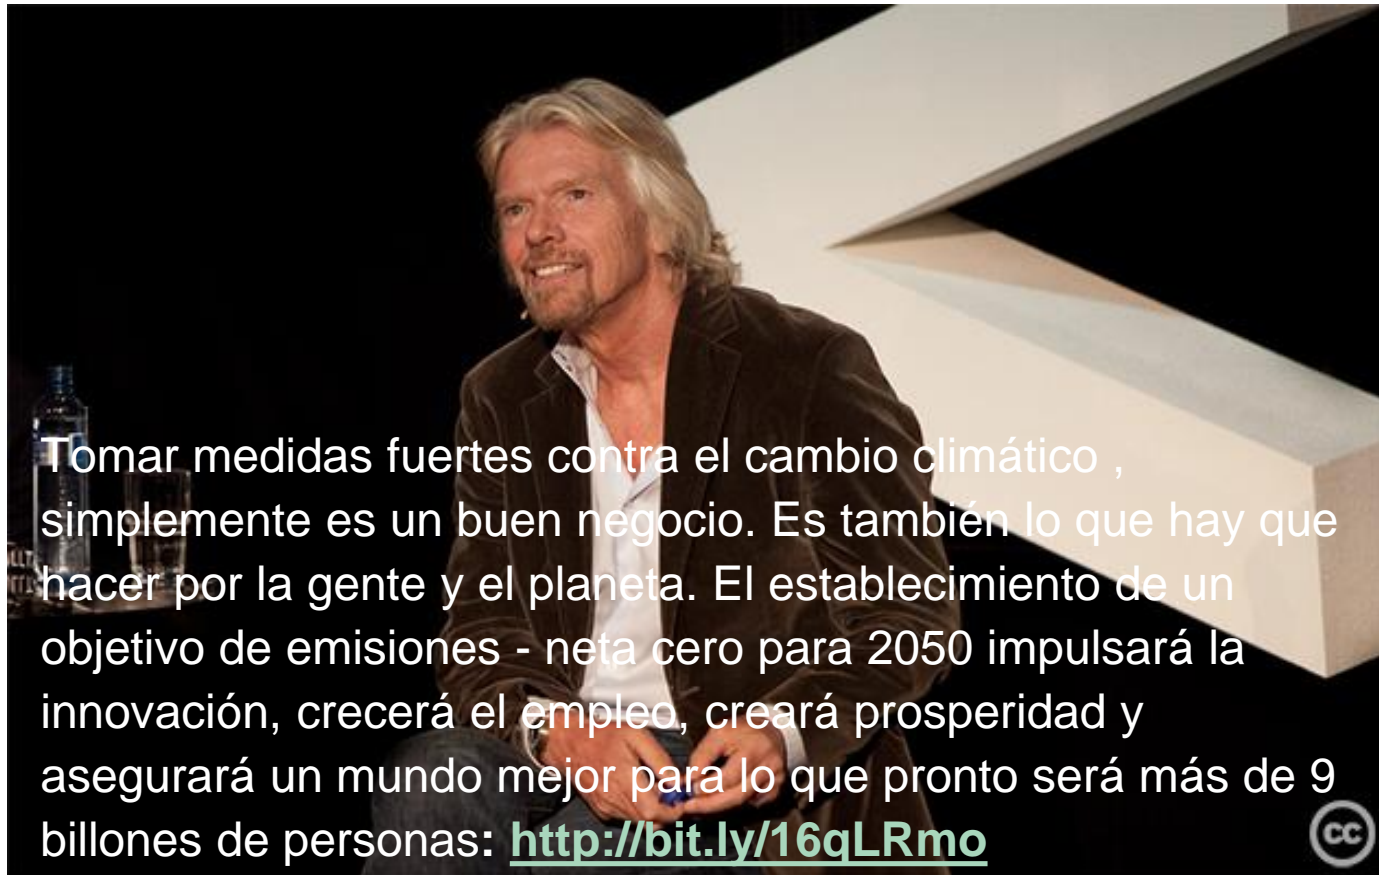 Tomar medidas fuertes contra el cambio climático ,
simplemente es un buen negocio. Es también lo que hay que
hacer por la gente y el planeta. El establecimiento de un
objetivo de emisiones - neta cero para 2050 impulsará la
innovación, crecerá el empleo, creará prosperidad y
asegurará un mundo mejor para lo que pronto será más de 9
billones de personas: http://bit.ly/16qLRmo
cc